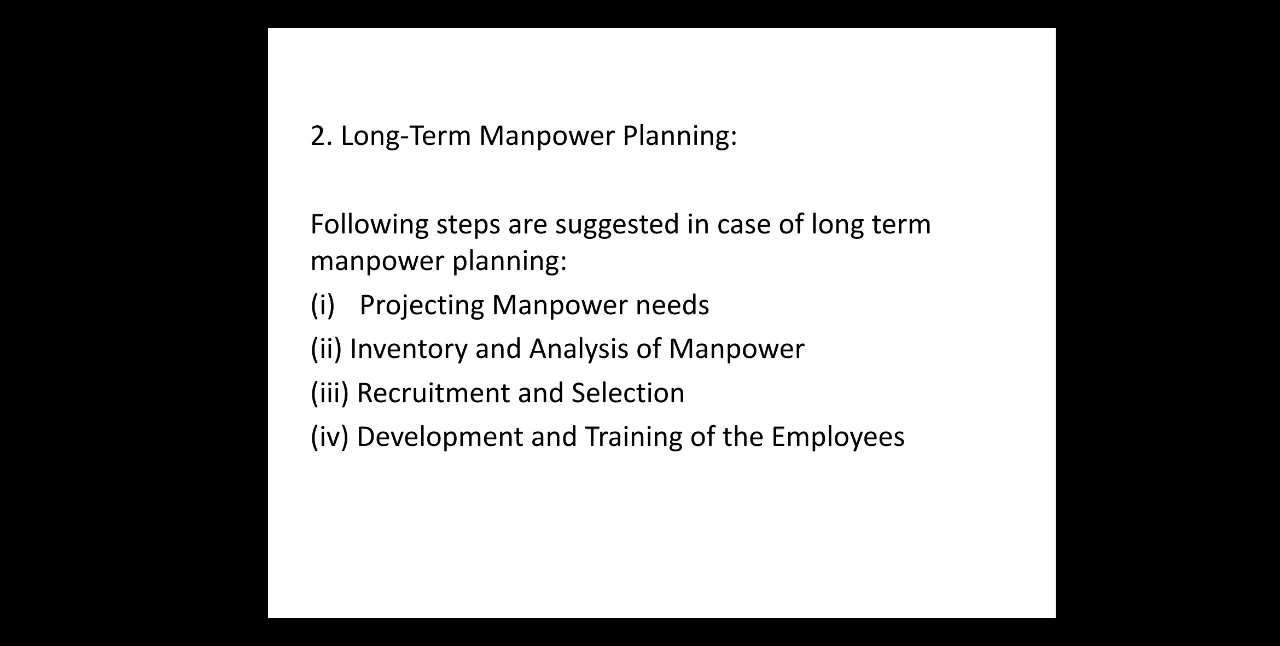 2. Long-Term Manpower Planning:
Following steps are suggested in case of long term
manpower planning:
(i) Projecting Manpower needs
(ii) Inventory and Analysis of Manpower
(iii) Recruitment and Selection
(iv) Development and Training of the Employees